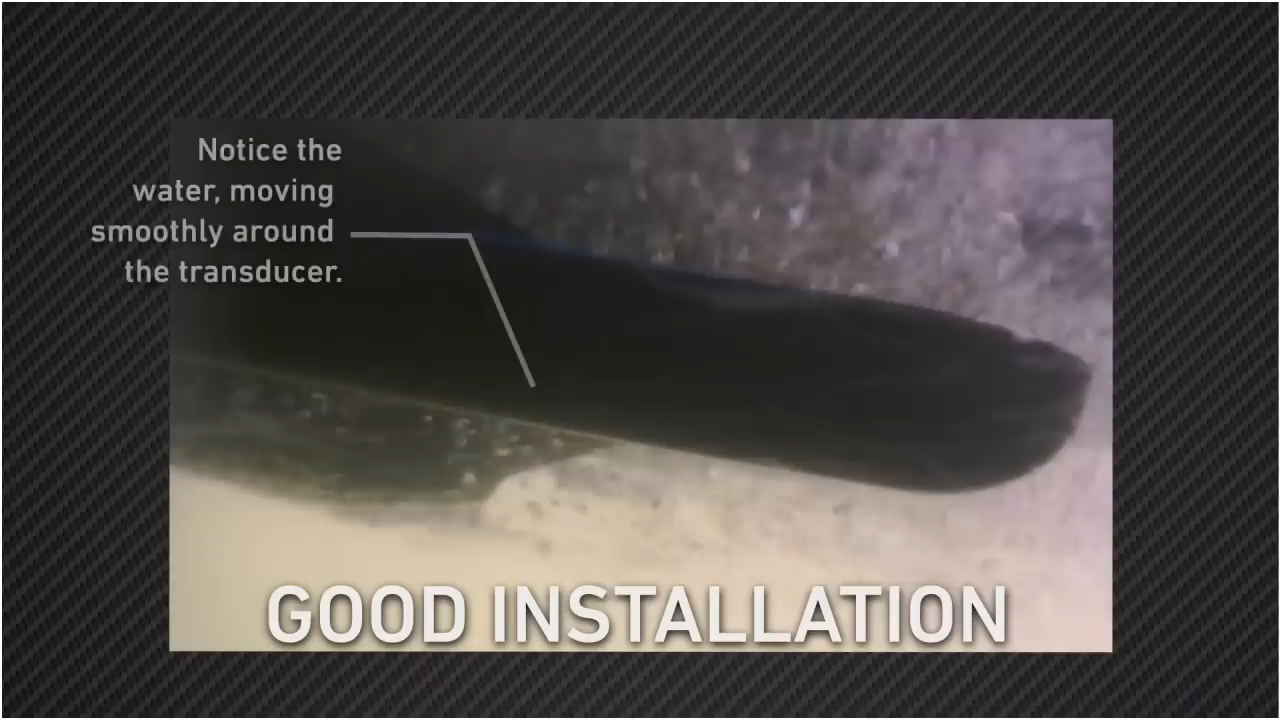 Notice the
water, moving
smoothly around
the transducer.
GOOD INSTALLATION